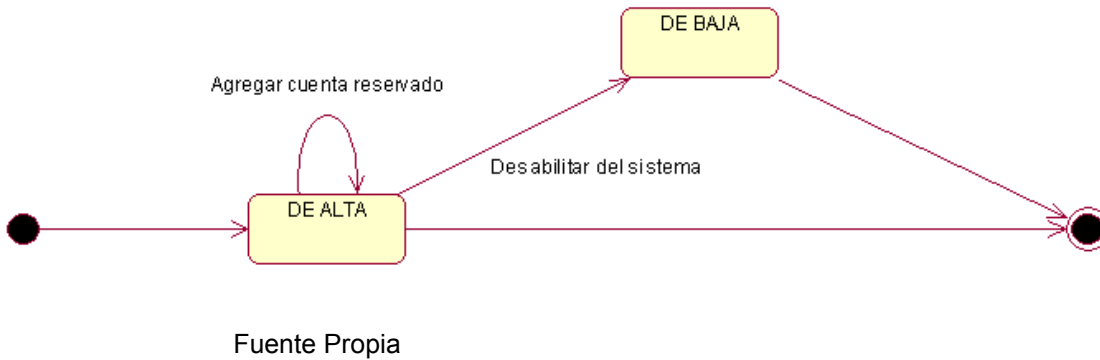 DE BAJA
Agregar cuenta reservado
Desabilitar del sistema
DE ALTA
Fuente Propia